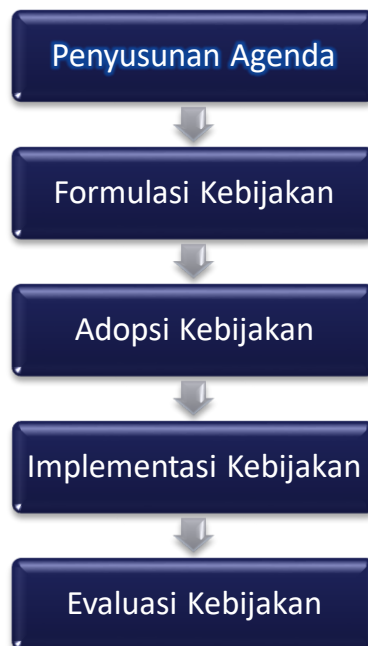 Penyusunan Agenda
Formulasi Kebijakan
Adopsi Kebijakan
Implementasi Kebijakan
Evaluasi Kebijakan